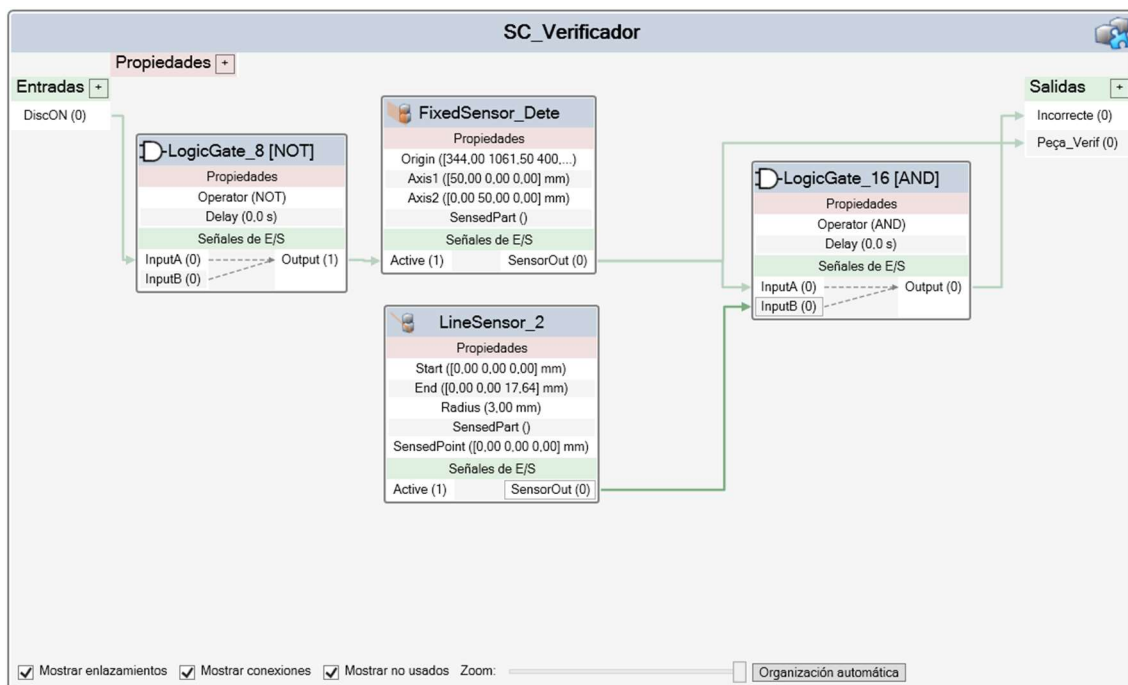 SC_Verificador
Propiedades +
Entradas +
DiscON (0)
LogicGate_8 [NOT]
Propiedades
Operator (NOT)
Delay (0,0 s)
Señales de E/S
InputA (0) Output (1)
InputB (0)
FixedSensor_Dete
Propiedades
Origin ([344,00 1061,50 400,...)
Axis1 ([50,00 0,00 0,00] mm)
Axis2 ([0,00 50,00 0,00] mm)
SensedPart ()
Señales de E/S
Active (1) SensorOut (0)
LineSensor_2
Propiedades
Start ([0,00 0,00 0,00] mm)
End ([0,00 0,00 17,64] mm)
Radius (3,00 mm)
SensedPart ()
SensedPoint ([0,00 0,00 0,00] mm)
Señales de E/S
Active (1) SensorOut (0)
LogicGate_16 [AND]
Propiedades
Operator (AND)
Delay (0,0 s)
Señales de E/S
InputA (0) Output (0)
InputB (0)
Salidas +
Incorrecte (0)
Peça_Verif (0)
Mostrar enlazamientos Mostrar conexiones Mostrar no usados Zoom: Organización automática